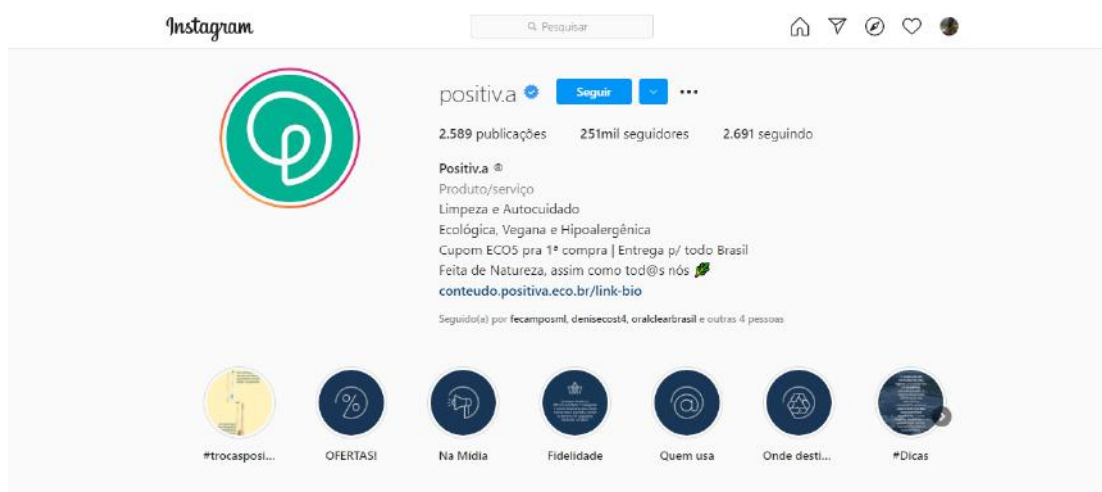 Instagram
Pesquisar
positiv.a Seguir
2.589 publicações 251mil seguidores 2.691 seguindo
Positiv.a ®
Produto/serviço
Limpeza e Autocuidado
Ecológica, Vegana e Hipoalergênica
Cupom ECO5 pra 1ª compra | Entrega p/ todo Brasil
Feita de Natureza, assim como tod@s nós
conteudo.positiva.eco.br/link-bio
Seguido(a) por fecamposml, denisecost4, oralclearbrasil e outras 4 pessoas
#trocasposi... OFERTAS! Na Mídia Fidelidade Quem usa Onde desti... #Dicas